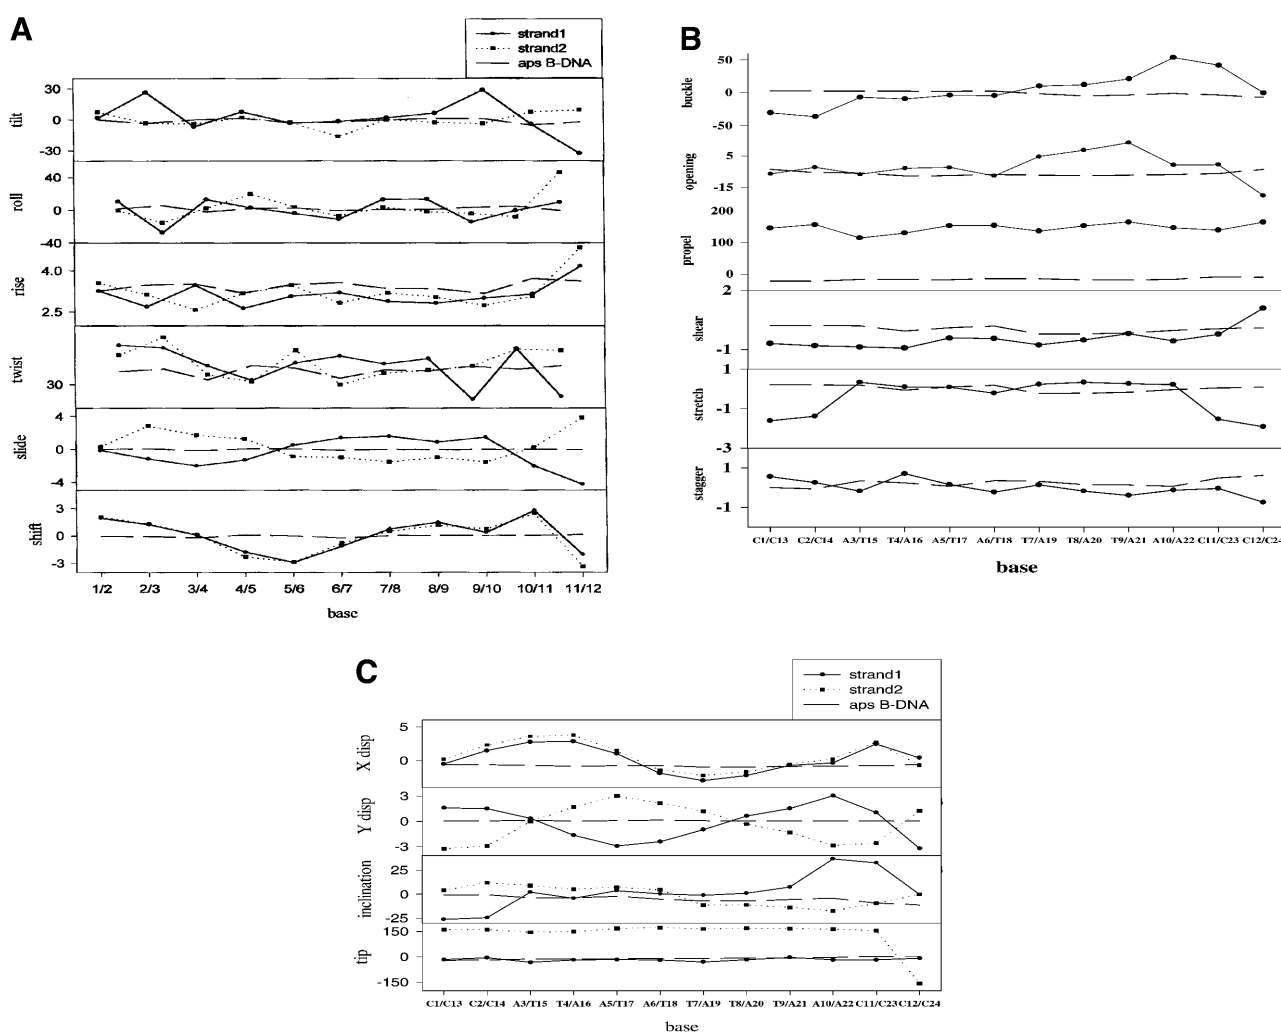 A
strand1
strand2
aps B-DNA
30
0
-30
tilt
40
0
-40
roll
4.0
2.5
rise
30
twist
4
0
-4
slide
3
0
-3
shift
1/2 2/3 3/4 4/5 5/6 6/7 7/8 8/9 9/10 10/11 11/12
base
B
50
0
-50
buckle
5
-15
opening
200
100
0
propel
2
-1
shear
1
-1
-3
stretch
1
-1
stagger
C1/C13 C2/C14 A3/T15 T4/A16 A5/T17 A6/T18 T7/A19 T8/A20 T9/A21 A10/A22 C11/C23 C12/C24
base
C
strand1
strand2
aps B-DNA
5
0
X disp
3
0
-3
Y disp
25
0
-25
inclination
150
0
-150
tip
C1/C13 C2/C14 A3/T15 T4/A16 A5/T17 A6/T18 T7/A19 T8/A20 T9/A21 A10/A22 C11/C23 C12/C24
base